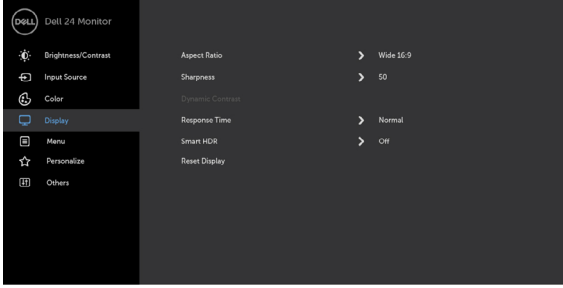 DELL Dell 24 Monitor
Brightness/Contrast
Input Source
Color
Display
Menu
Personalize
Others
Aspect Ratio Wide 16:9
Sharpness 50
Dynamic Contrast
Response Time Normal
Smart HDR Off
Reset Display